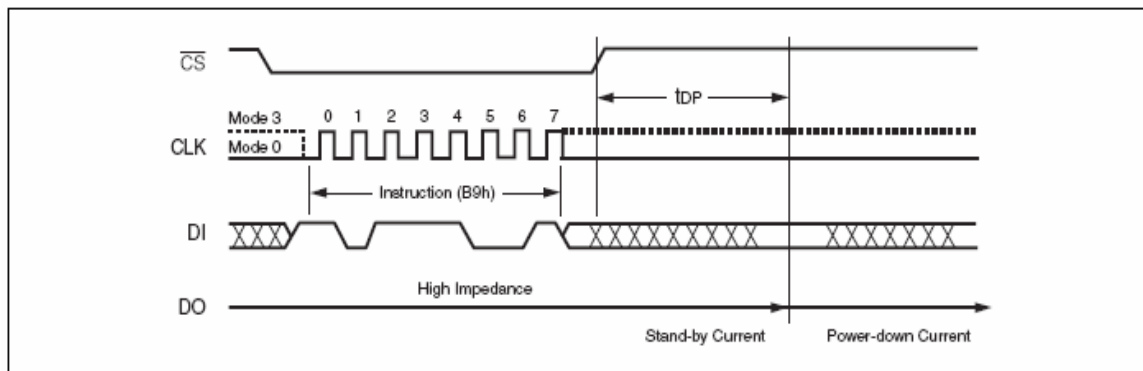 CS
tDP
Mode 3
0 1 2 3 4 5 6 7
CLK
Mode 0
Instruction (B9h)
DI
High Impedance
DO
Stand-by Current
Power-down Current